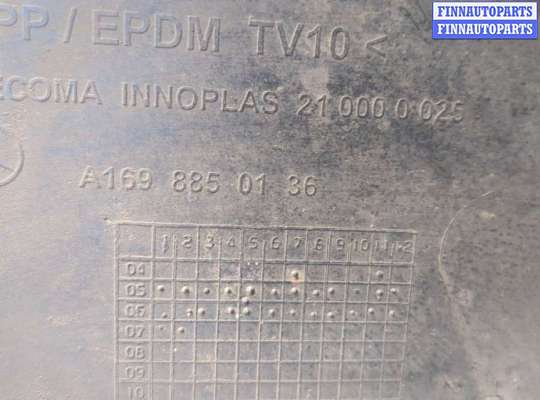 FINNAUTOPARTS
FINNAUTOPARTS
PP / EPDM TV10 <
ECOMA INNOPLAS 21 000 0 025
A169 885 01 36
1 2 3 4 5 6 7 8 9 10 11 12
04
05
06
07
08
09
10